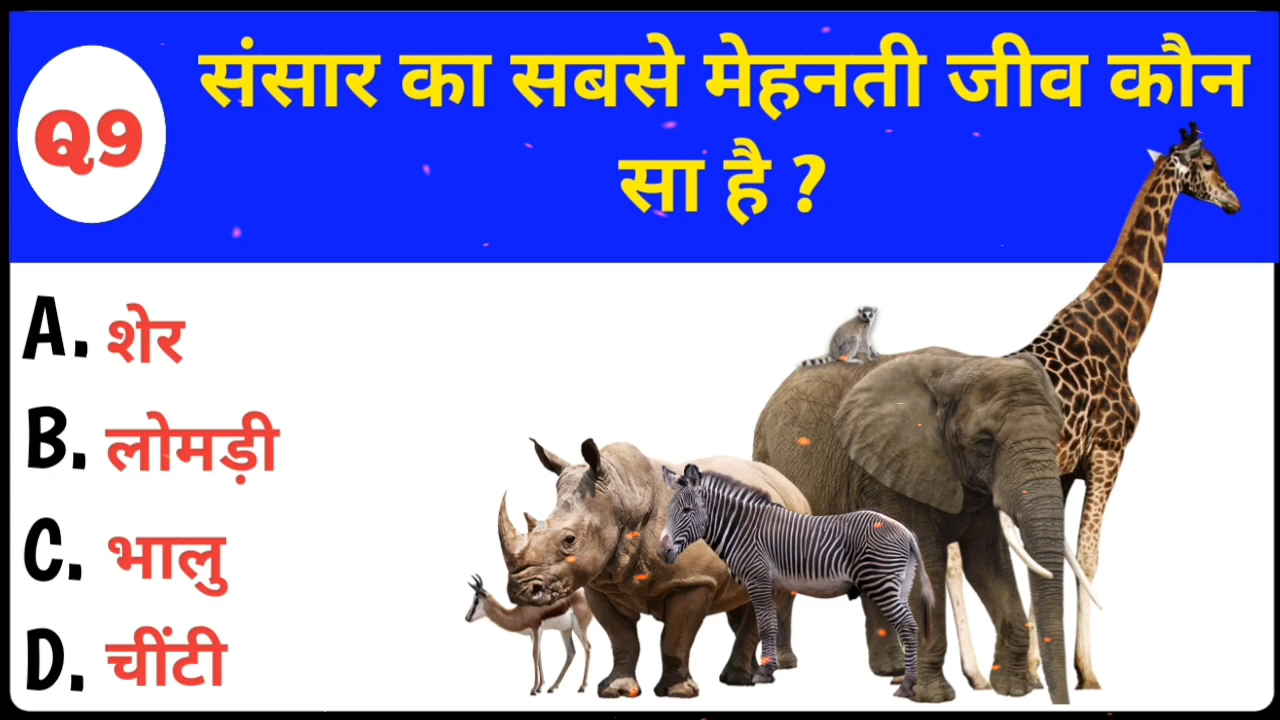 Q9
संसार का सबसे मेहनती जीव कौन
सा है ?
A. शेर
B. लोमड़ी
C. भालु
D. चींटी